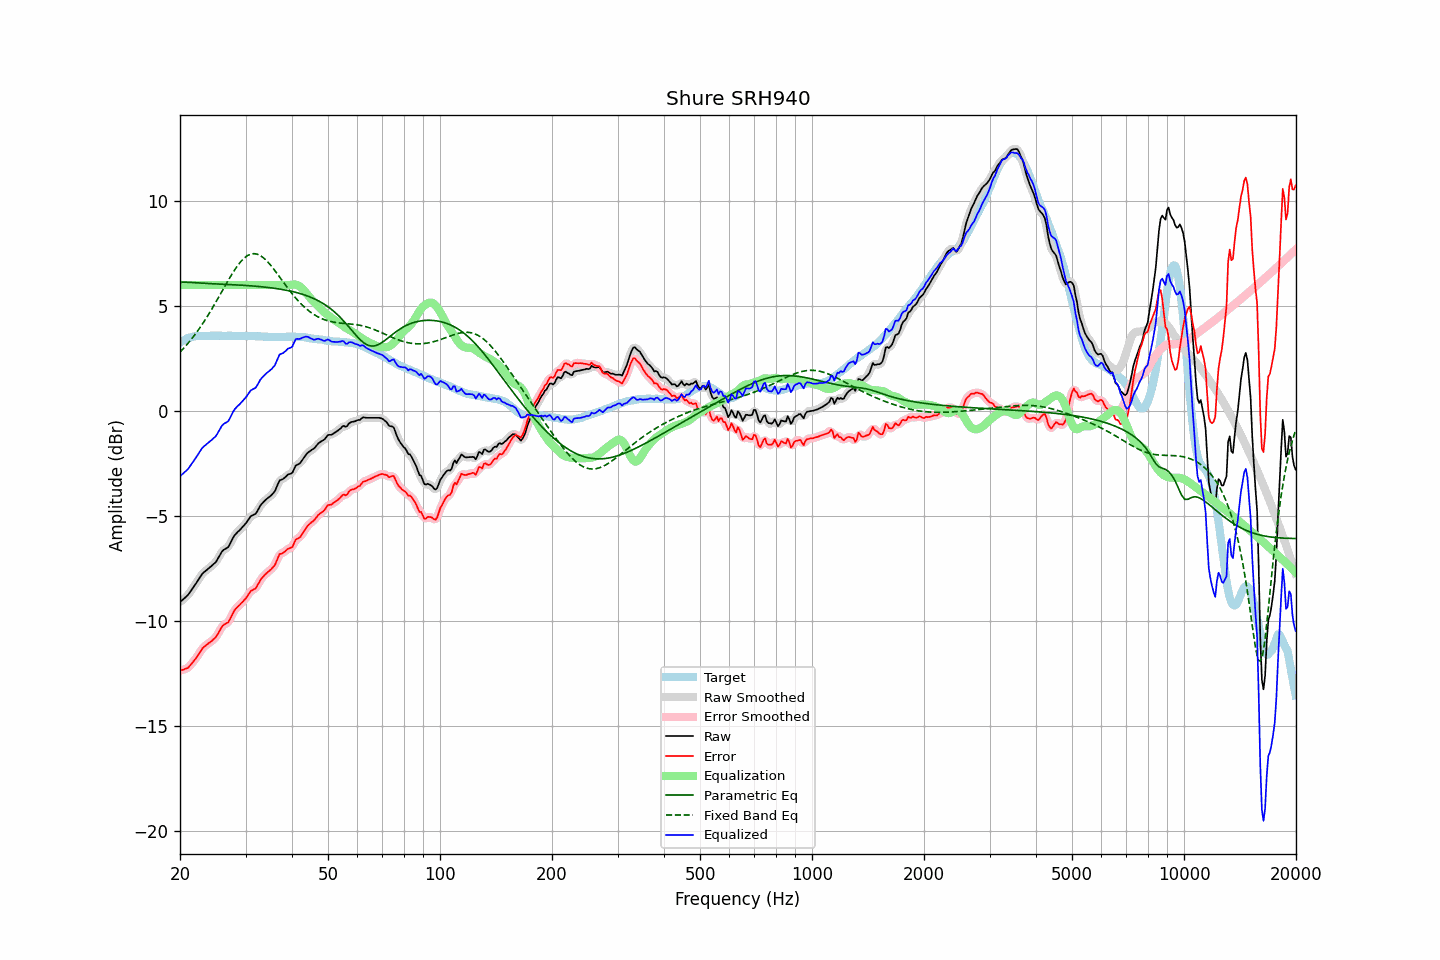 Shure SRH940
Amplitude (dBr)
10
5
0
−5
−10
−15
−20
20
50
100
200
500
1000
2000
5000
10000
20000
Frequency (Hz)
Target
Raw Smoothed
Error Smoothed
Raw
Error
Equalization
Parametric Eq
Fixed Band Eq
Equalized